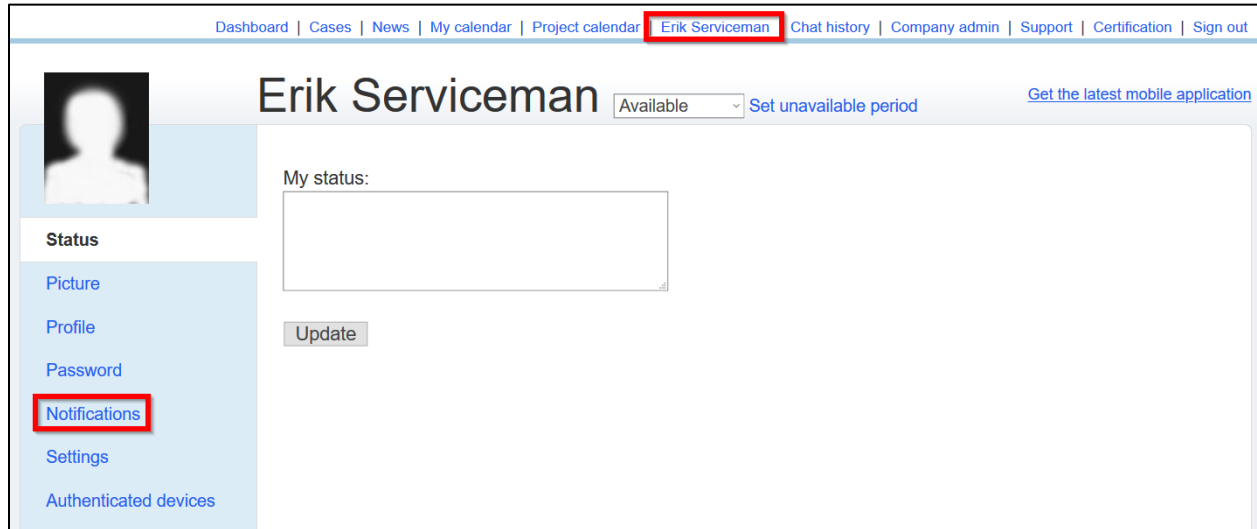 Dashboard | Cases | News | My calendar | Project calendar | Erik Serviceman | Chat history | Company admin | Support | Certification | Sign out
Erik Serviceman Available Set unavailable period Get the latest mobile application
My status:
Status
Picture
Profile
Update
Password
Notifications
Settings
Authenticated devices